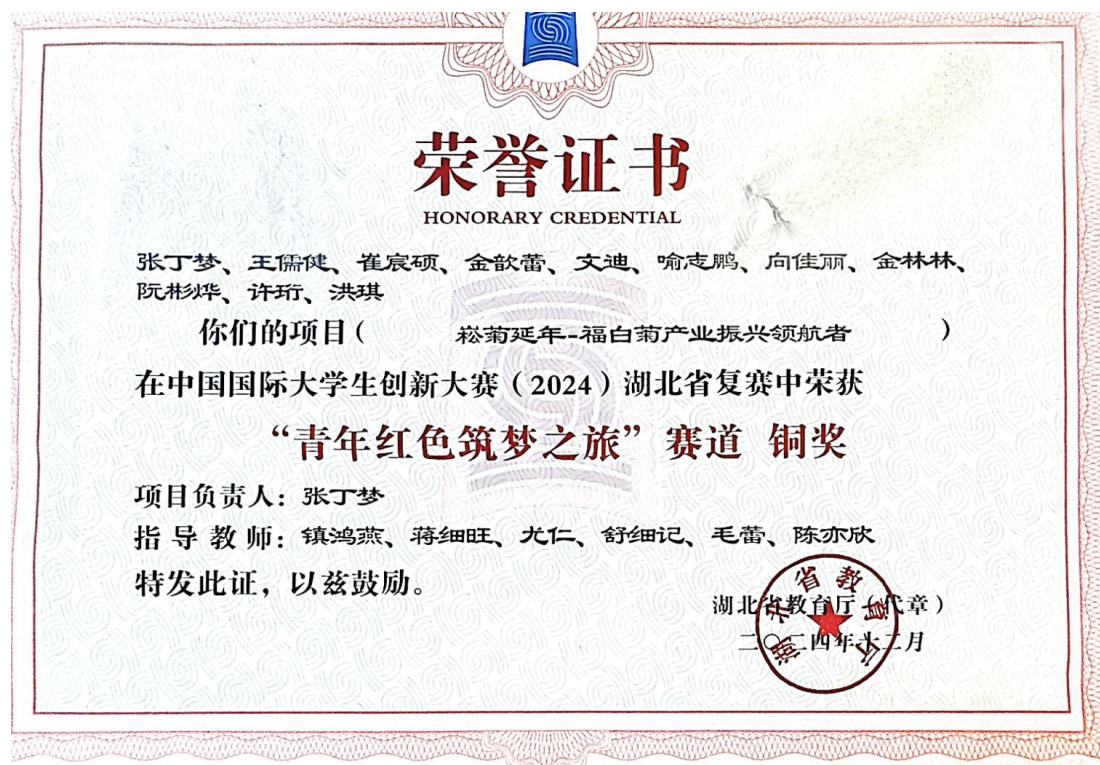 荣誉证书
HONORARY CREDENTIAL
张丁梦、王儒健、崔宸硕、金歆蕾、文迪、喻志鹏、向佳丽、金林林、
阮彬烨、许珩、洪琪
你们的项目(崧菊延年-福白菊产业振兴领航者)
在中国国际大学生创新大赛（2024）湖北省复赛中荣获
“青年红色筑梦之旅”赛道 铜奖
项目负责人：张丁梦
指导教师：镇鸿燕、蒋细旺、尤仁、舒细记、毛蕾、陈亦欣
特发此证，以兹鼓励。
湖北省教育厅（代章）
二〇二四年十二月
湖北省教育厅